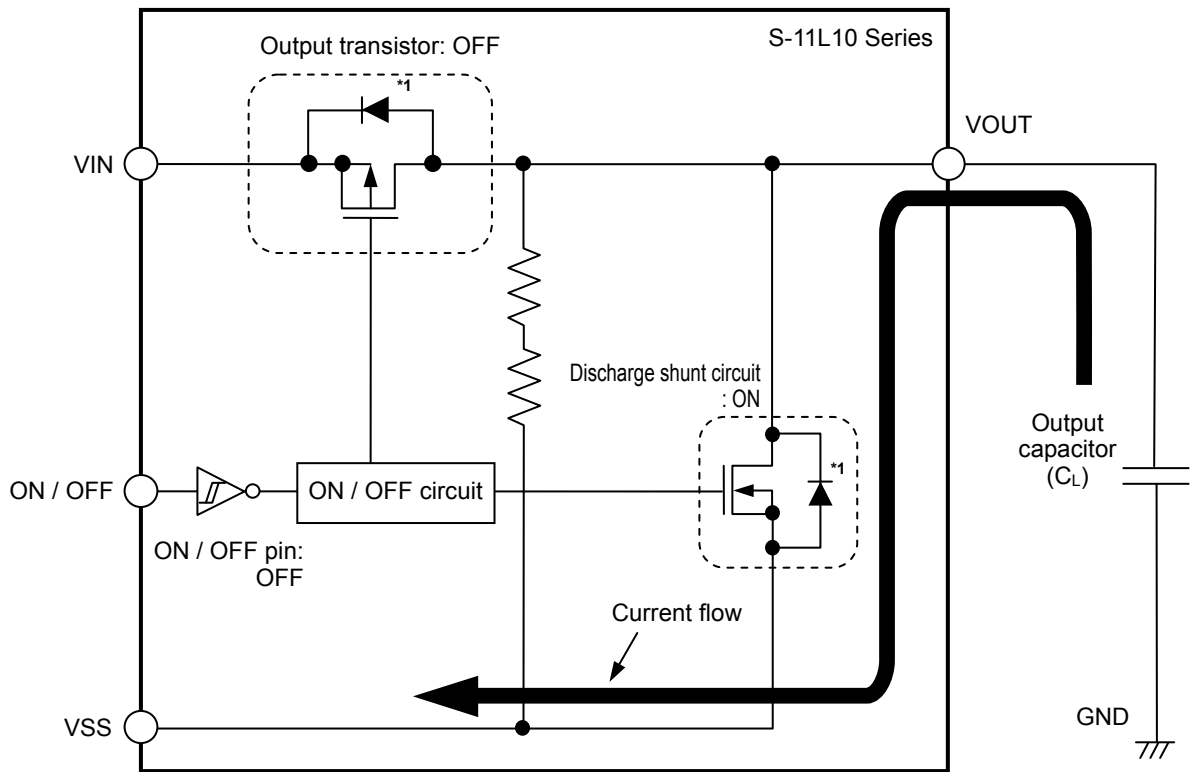 Output transistor: OFF
S-11L10 Series
*1
VOUT
VIN
Discharge shunt circuit
: ON
*1
Output
capacitor
(CL)
ON / OFF
ON / OFF circuit
ON / OFF pin:
OFF
Current flow
VSS
GND